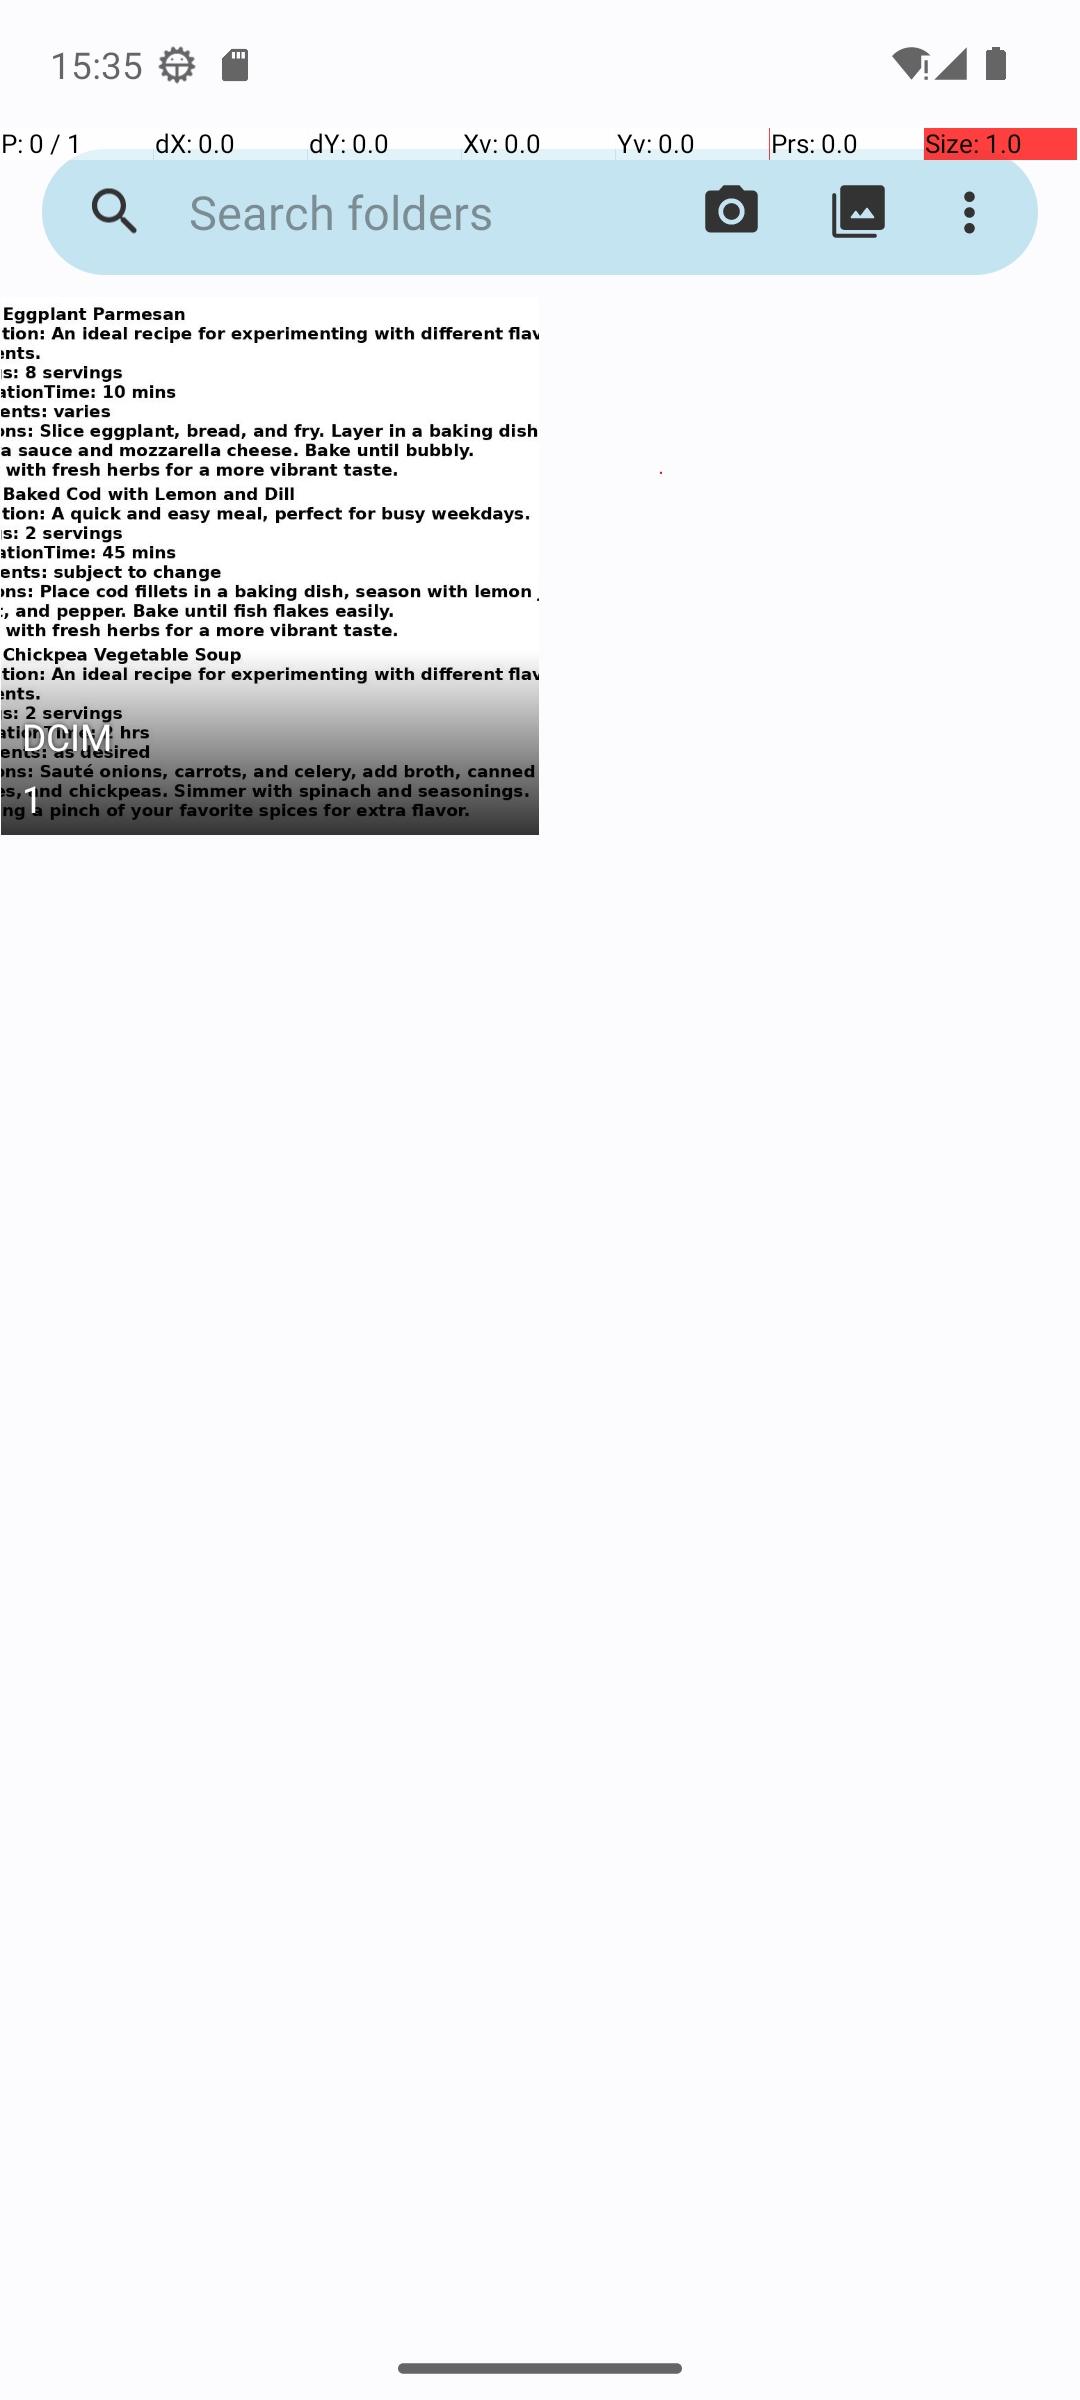 15:35
P: 0 / 1 dX: 0.0 dY: 0.0 Xv: 0.0 Yv: 0.0 Prs: 0.0 Size: 1.0
Search folders
Eggplant Parmesan
tion: An ideal recipe for experimenting with different flav
ents.
s: 8 servings
ationTime: 10 mins
ents: varies
ons: Slice eggplant, bread, and fry. Layer in a baking dish
a sauce and mozzarella cheese. Bake until bubbly.
with fresh herbs for a more vibrant taste.
Baked Cod with Lemon and Dill
tion: A quick and easy meal, perfect for busy weekdays.
s: 2 servings
ationTime: 45 mins
ents: subject to change
ons: Place cod fillets in a baking dish, season with lemon
, and pepper. Bake until fish flakes easily.
with fresh herbs for a more vibrant taste.
Chickpea Vegetable Soup
tion: An ideal recipe for experimenting with different flav
ents.
s: 2 servings
hrs
DCIM
ents: as desired
ons: Sauté onions, carrots, and celery, add broth, canned
es, and chickpeas. Simmer with spinach and seasonings.
1
ng a pinch of your favorite spices for extra flavor.